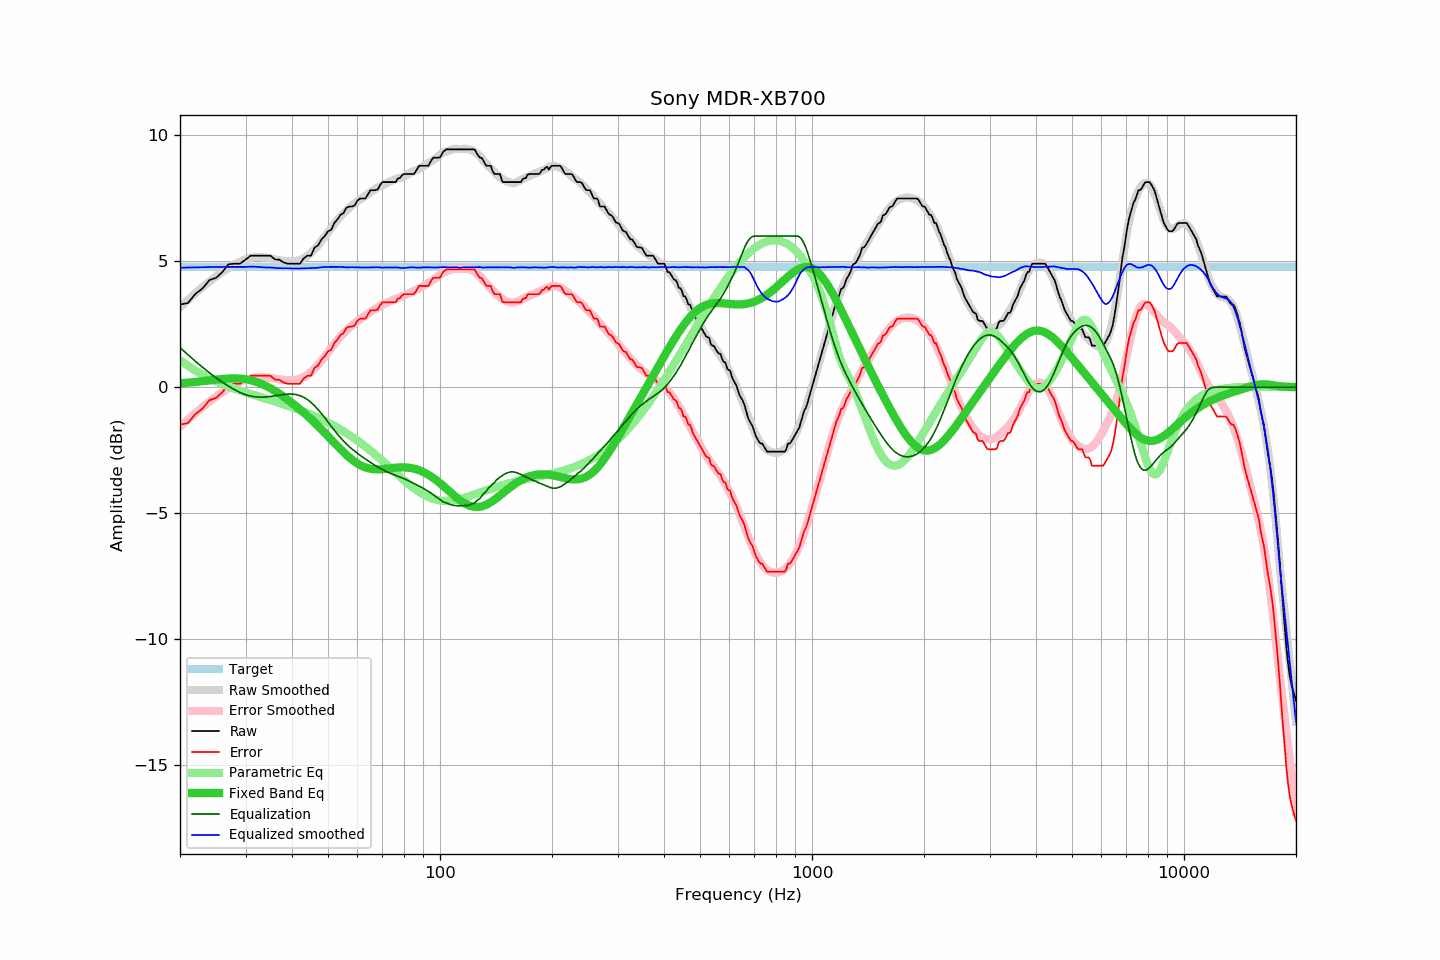 Sony MDR-XB700
Amplitude (dBr)
10
5
0
−5
−10
−15
Target
Raw Smoothed
Error Smoothed
Raw
Error
Parametric Eq
Fixed Band Eq
Equalization
Equalized smoothed
100
1000
10000
Frequency (Hz)